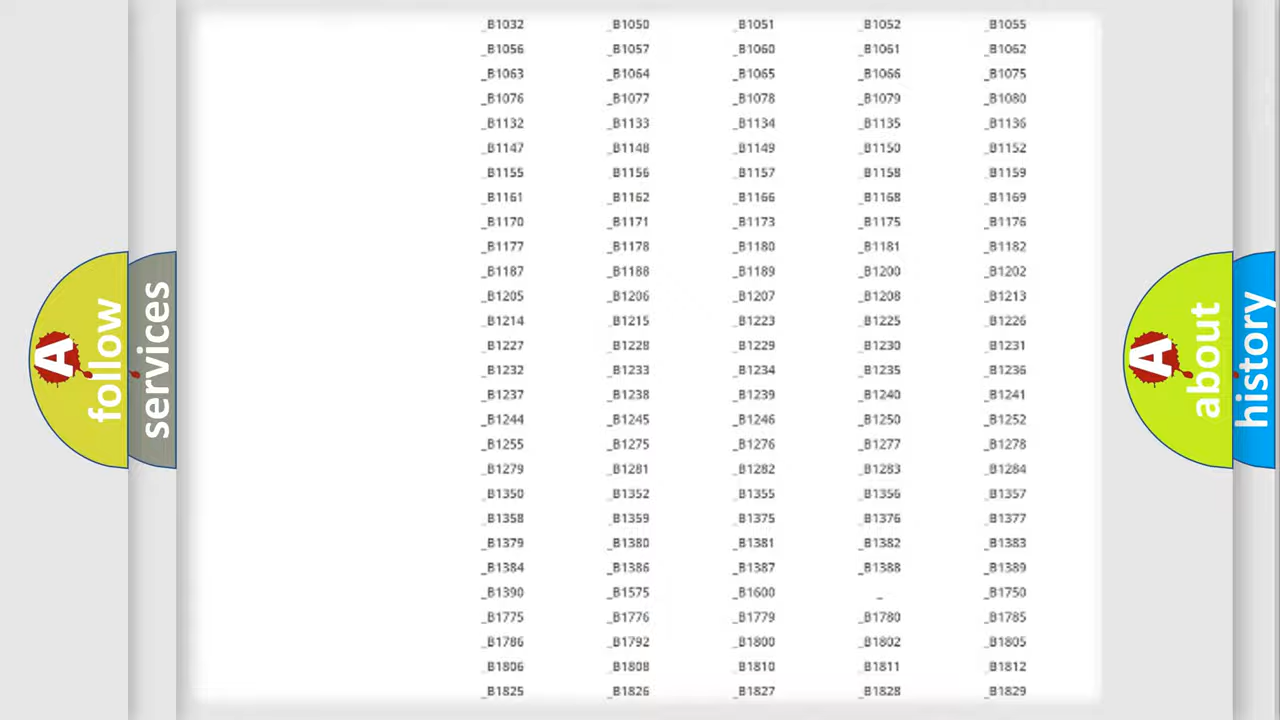 _B1032 _B1050 _B1051 _B1052 _B1055
_B1056 _B1057 _B1060 _B1061 _B1062
_B1063 _B1064 _B1065 _B1066 _B1075
_B1076 _B1077 _B1078 _B1079 _B1080
_B1132 _B1133 _B1134 _B1135 _B1136
_B1147 _B1148 _B1149 _B1150 _B1152
_B1155 _B1156 _B1157 _B1158 _B1159
_B1161 _B1162 _B1166 _B1168 _B1169
_B1170 _B1171 _B1173 _B1175 _B1176
_B1177 _B1178 _B1180 _B1181 _B1182
_B1187 _B1188 _B1189 _B1200 _B1202
_B1205 _B1206 _B1207 _B1208 _B1213
_B1214 _B1215 _B1223 _B1225 _B1226
_B1227 _B1228 _B1229 _B1230 _B1231
_B1232 _B1233 _B1234 _B1235 _B1236
_B1237 _B1238 _B1239 _B1240 _B1241
_B1244 _B1245 _B1246 _B1250 _B1252
_B1255 _B1275 _B1276 _B1277 _B1278
_B1279 _B1281 _B1282 _B1283 _B1284
_B1350 _B1352 _B1355 _B1356 _B1357
_B1358 _B1359 _B1375 _B1376 _B1377
_B1379 _B1380 _B1381 _B1382 _B1383
_B1384 _B1386 _B1387 _B1388 _B1389
_B1390 _B1575 _B1600 _ _B1750
_B1775 _B1776 _B1779 _B1780 _B1785
_B1786 _B1792 _B1800 _B1802 _B1805
_B1806 _B1808 _B1810 _B1811 _B1812
_B1825 _B1826 _B1827 _B1828 _B1829
A
follow
services
A
about
history